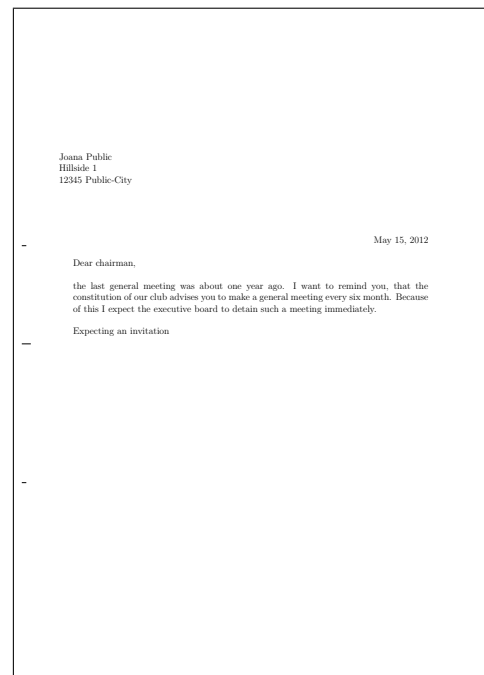 Joana Public
Hillside 1
12345 Public-City
May 15, 2012
Dear chairman,
the last general meeting was about one year ago. I want to remind you, that the
constitution of our club advises you to make a general meeting every six month. Because
of this I expect the executive board to detain such a meeting immediately.
Expecting an invitation